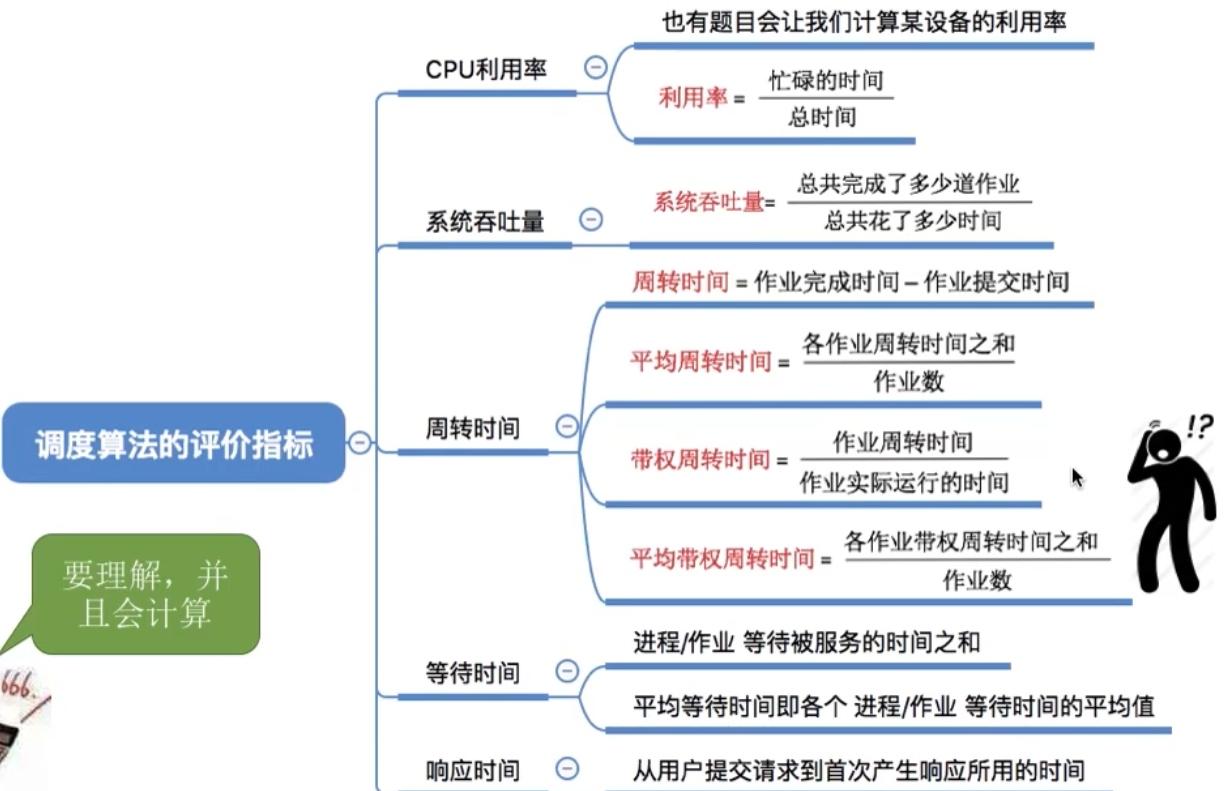 也有题目会让我们计算某设备的利用率
CPU利用率
利用率 = 忙碌的时间
总时间
系统吞吐量
系统吞吐量= 总共完成了多少道作业
总共花了多少时间
周转时间 = 作业完成时间 – 作业提交时间
平均周转时间 = 各作业周转时间之和
作业数
周转时间
调度算法的评价指标
带权周转时间 = 作业周转时间
作业实际运行的时间
!?
平均带权周转时间 = 各作业带权周转时间之和
作业数
要理解，并
且会计算
进程/作业 等待被服务的时间之和
等待时间
平均等待时间即各个 进程/作业 等待时间的平均值
666.
响应时间
从用户提交请求到首次产生响应所用的时间